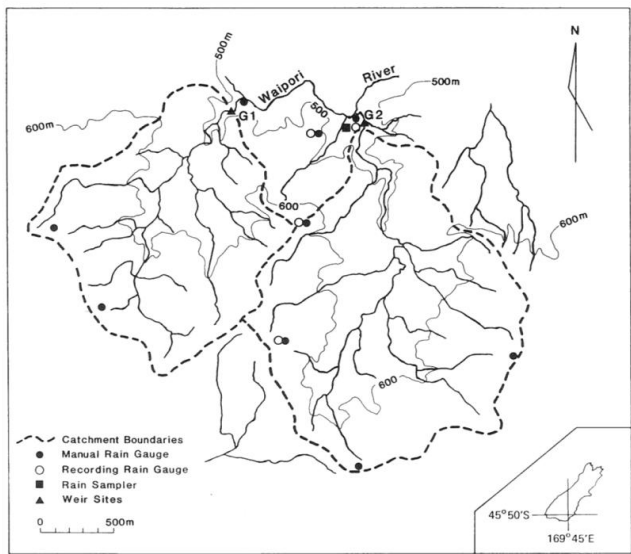 500m
N
Waipori
River
500m
G1
500
G2
600m
600
600m
600
Catchment Boundaries
Manual Rain Gauge
Recording Rain Gauge
Rain Sampler
Weir Sites
0 500m
45°50'S
169°45'E